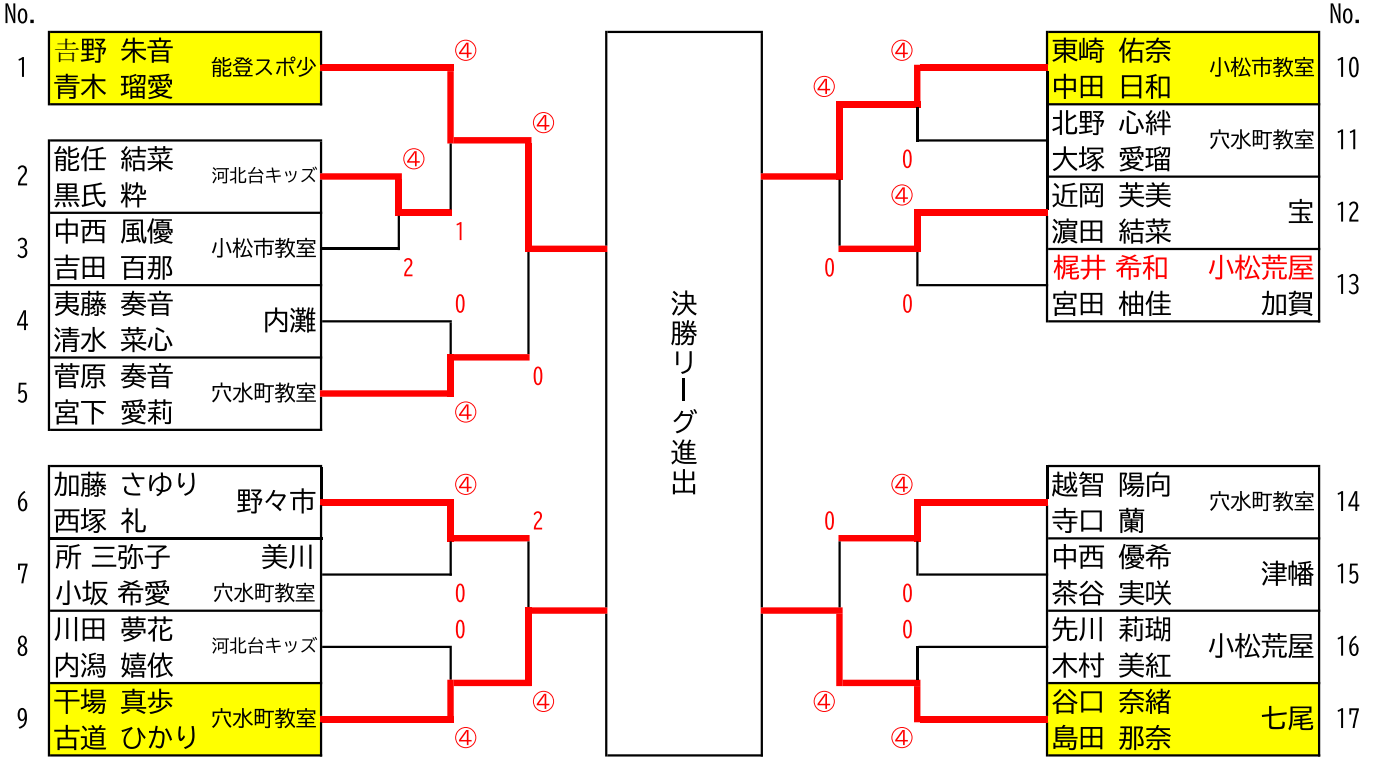 No.
1
𠮷野 朱音
青木 瑠愛
能登スポ少
2
能任 結菜
黒氏 粋
河北台キッズ
3
中西 風優
吉田 百那
小松市教室
4
夷藤 奏音
清水 菜心
内灘
5
菅原 奏音
宮下 愛莉
穴水町教室
6
加藤 さゆり
西塚 礼
野々市
7
所 三弥子 美川
小坂 希愛 穴水町教室
8
川田 夢花
内潟 嬉依
河北台キッズ
9
干場 真歩
古道 ひかり
穴水町教室
④
④
④
1
2
0
0
④
④
2
0
0
④
④
決勝リーグ進出
④
④
0
④
0
0
④
0
0
0
④
④
No.
東崎 佑奈
中田 日和
小松市教室
10
北野 心絆
大塚 愛瑠
穴水町教室
11
近岡 芙美
濵田 結菜
宝
12
梶井 希和 小松荒屋
宮田 柚佳 加賀
13
越智 陽向
寺口 蘭
穴水町教室
14
中西 優希
茶谷 実咲
津幡
15
先川 莉瑚
木村 美紅
小松荒屋
16
谷口 奈緒
島田 那奈
七尾
17